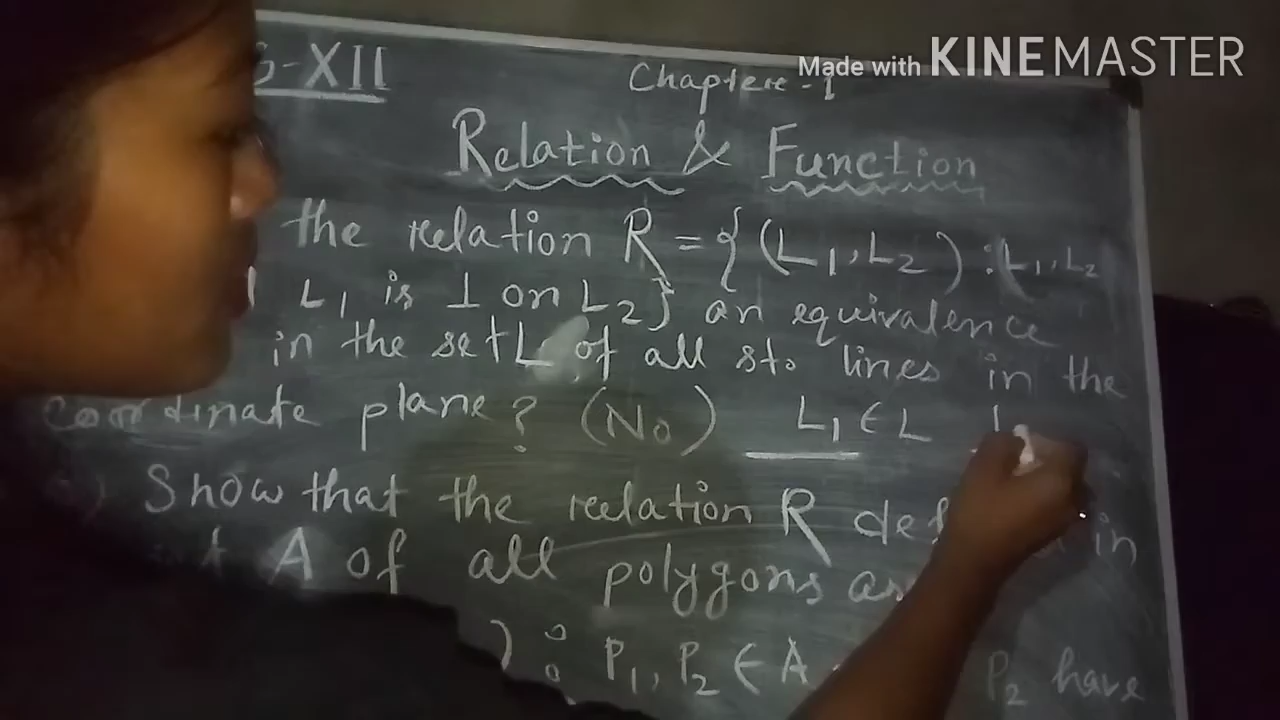 Made with KINEMASTER
-XII Chapter - 1
Relation & Function
the relation R = { (L1, L2) : L1, L2
L1 is ⊥ on L2} an equivalence
in the set L of all st. lines in the
coordinate plane? (No) L1 ∈ L
Show that the relation R in
A of all polygons
) : P1, P2 ∈ A P2 have